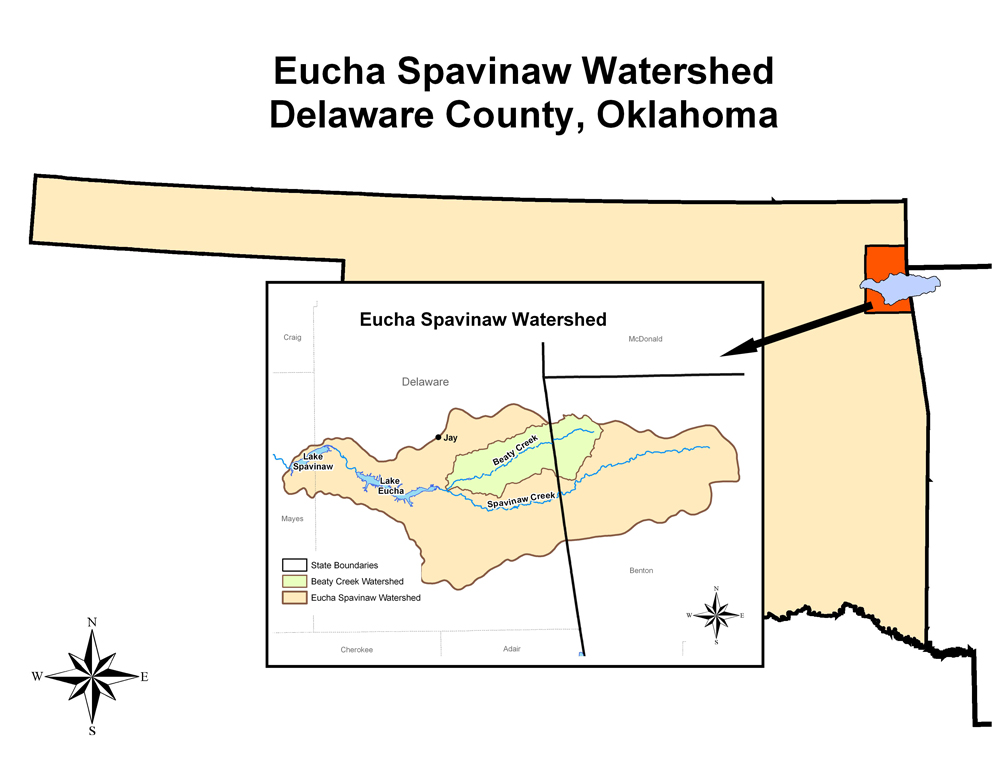 Eucha Spavinaw Watershed
Delaware County, Oklahoma
Eucha Spavinaw Watershed
Craig
McDonald
Delaware
Jay
Beaty Creek
Lake
Spavinaw
Lake
Eucha
Spavinaw Creek
Mayes
State Boundaries
Beaty Creek Watershed
Eucha Spavinaw Watershed
Benton
N
W
E
S
Cherokee
Adair
N
W
E
S